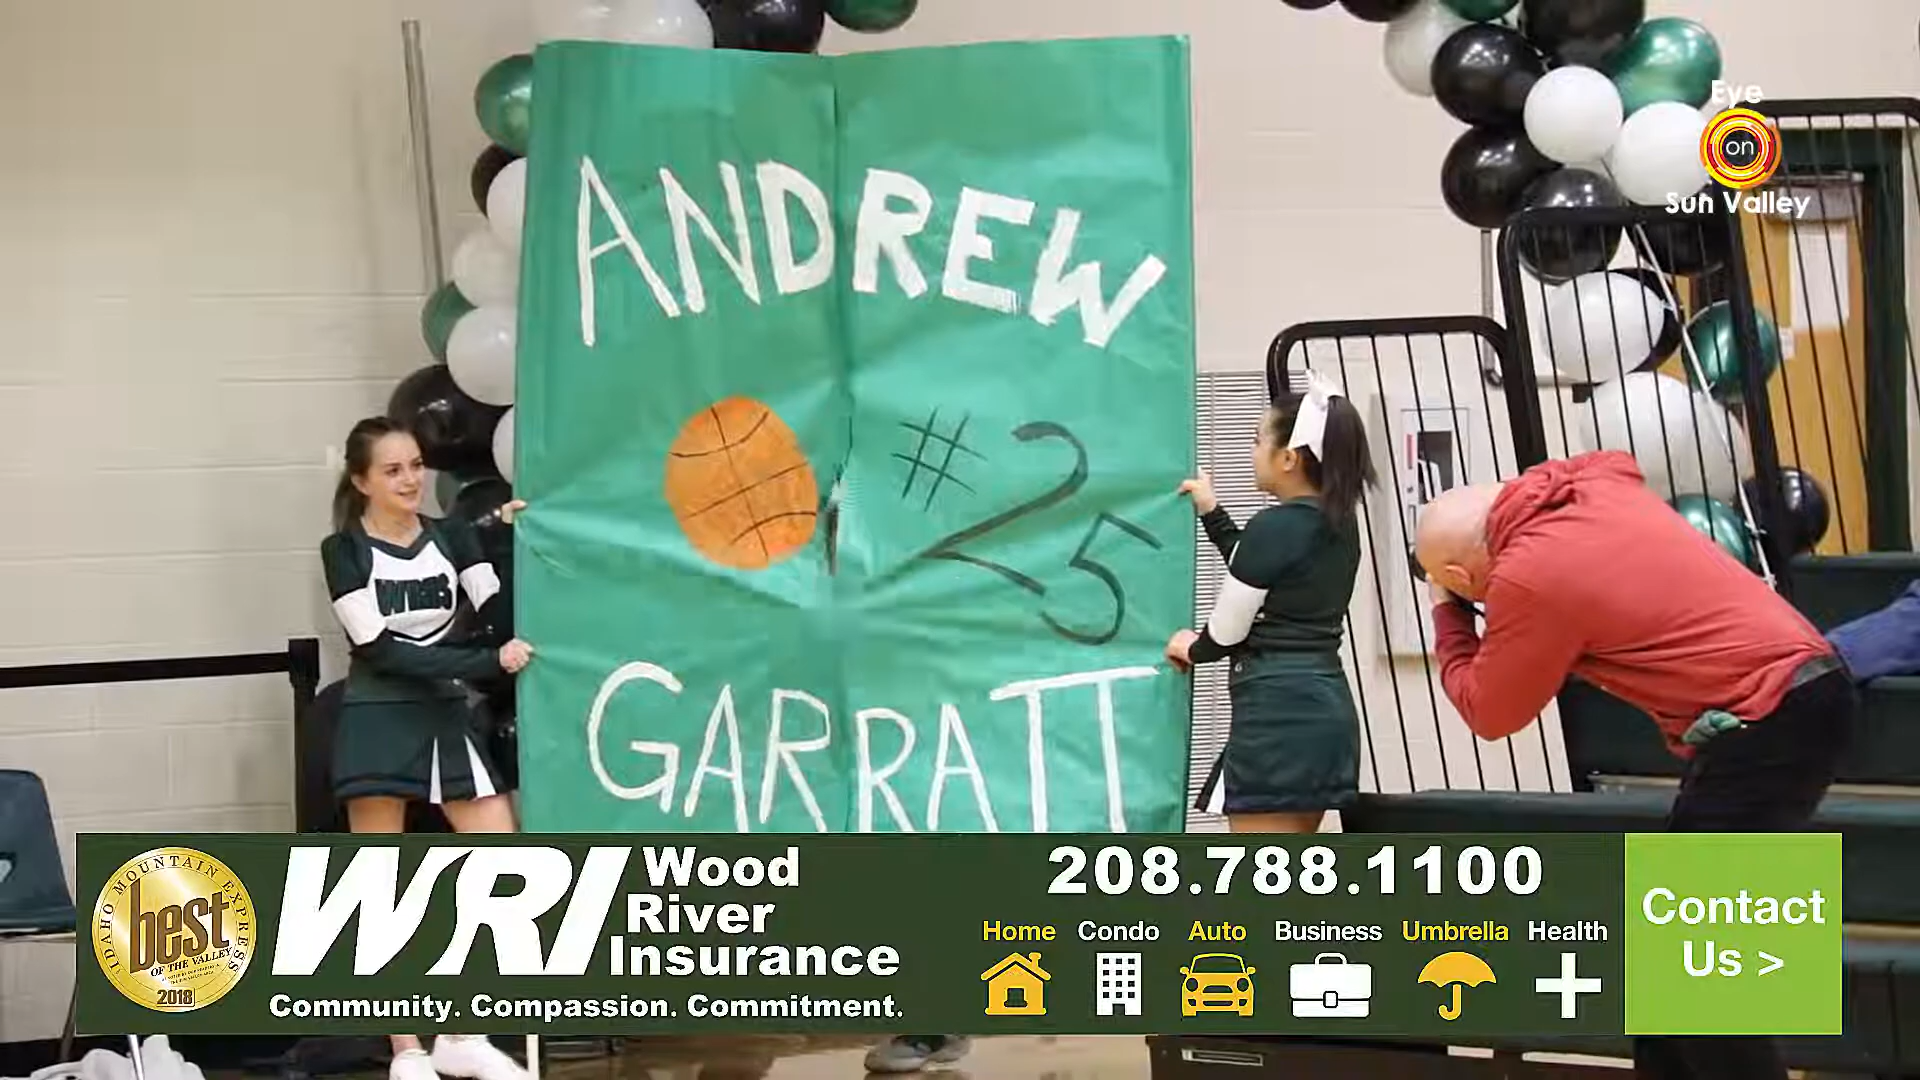 Eye
on
Sun Valley
ANDREW
#25
GARRATT
IDAHO MOUNTAIN EXPRESS
best
OF THE VALLEY
2018
WRI
Wood
River
Insurance
Community. Compassion. Commitment.
208.788.1100
Home Condo Auto Business Umbrella Health
Contact
Us >